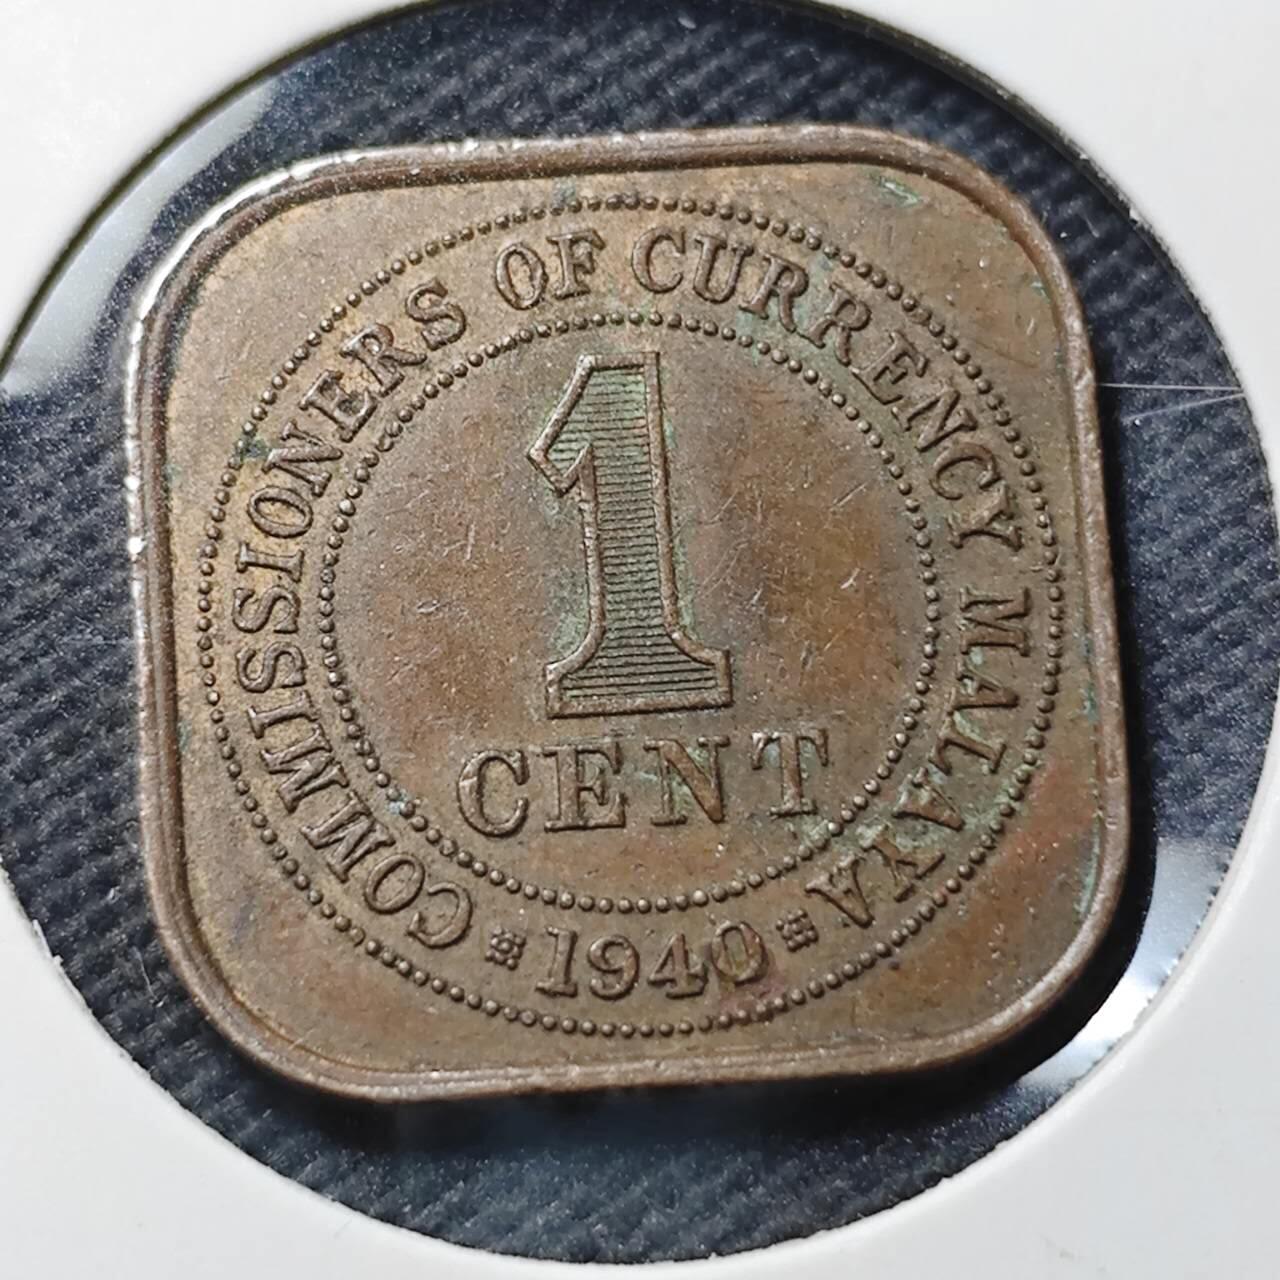 COMMISSIONERS OF CURRENCY MALAYA
1
CENT
1940